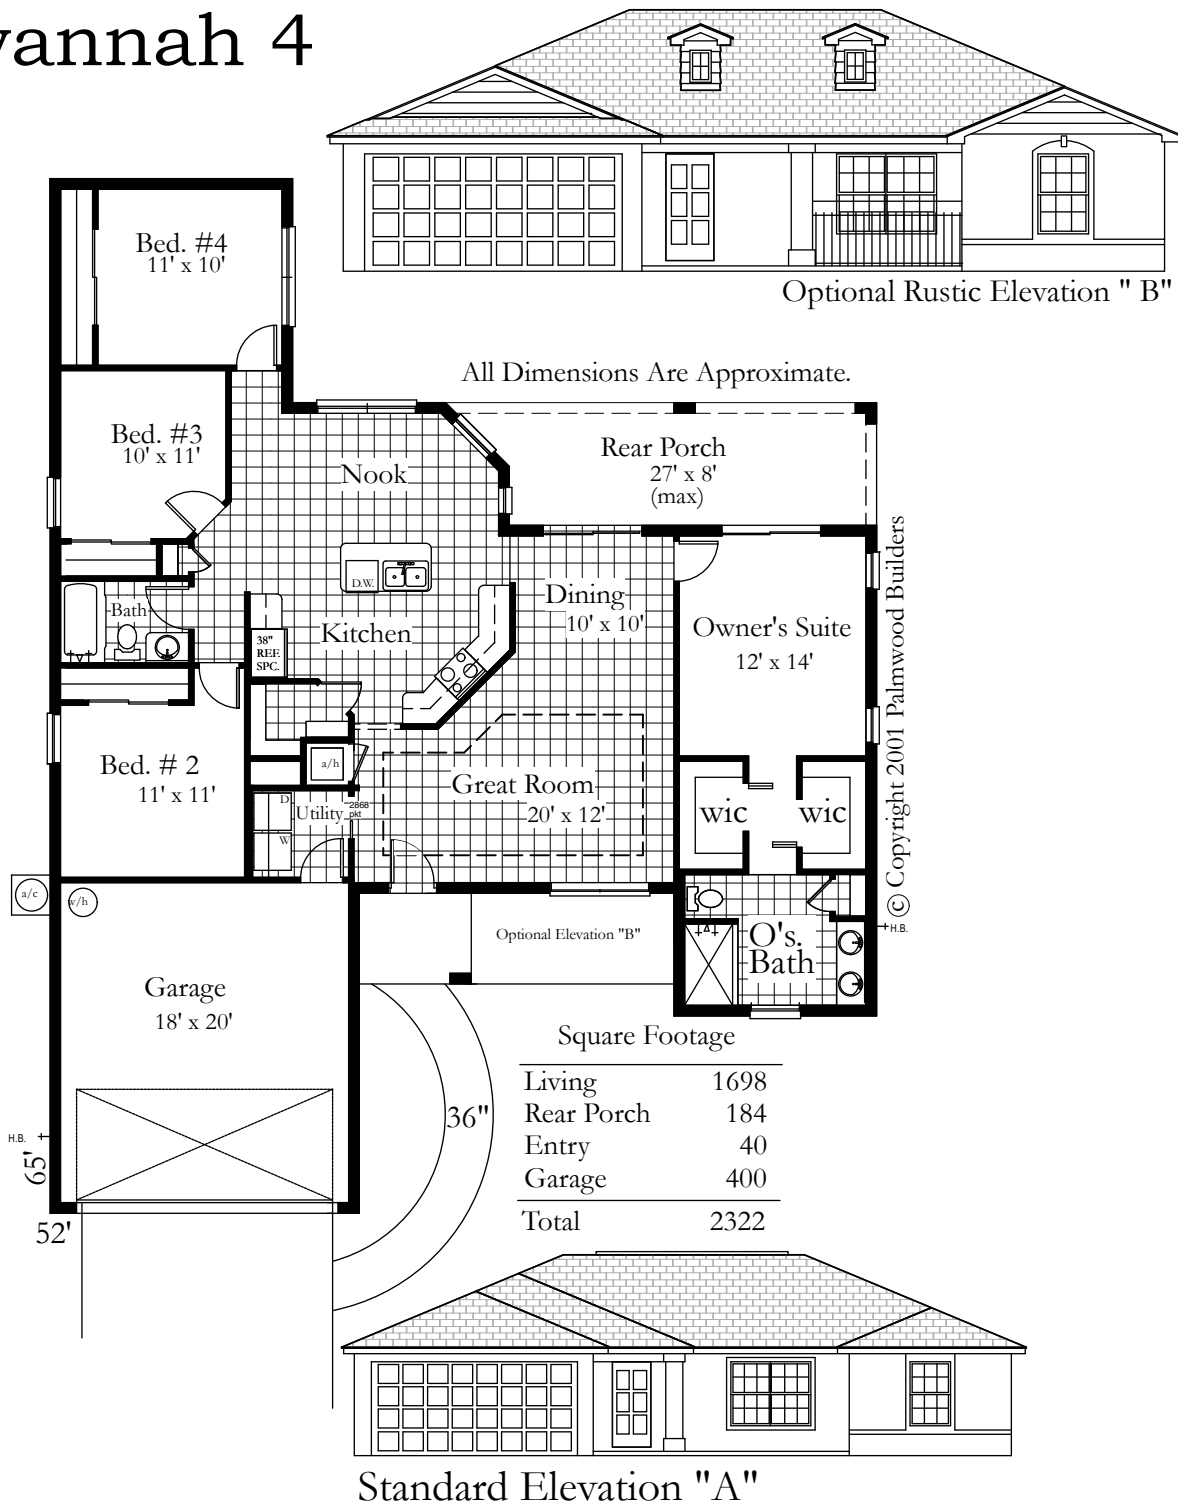 vannah 4
Optional Rustic Elevation " B"
All Dimensions Are Approximate.
Bed. #4
11' x 10'
Bed. #3
10' x 11'
Nook
Rear Porch
27' x 8'
(max)
D.W.
Bath
Dining
10' x 10'
Kitchen
38"
REF.
SPC.
Owner's Suite
12' x 14'
Bed. # 2
11' x 11'
a/h
Great Room
20' x 12'
D
Utility
2868
pkt
W
wic
wic
© Copyright 2001 Palmwood Builders
a/c
w/h
H.B.
Optional Elevation "B"
O's.
Bath
Garage
18' x 20'
Square Footage
Living 1698
Rear Porch 184
Entry 40
Garage 400
Total 2322
36"
H.B.
65'
52'
Standard Elevation "A"